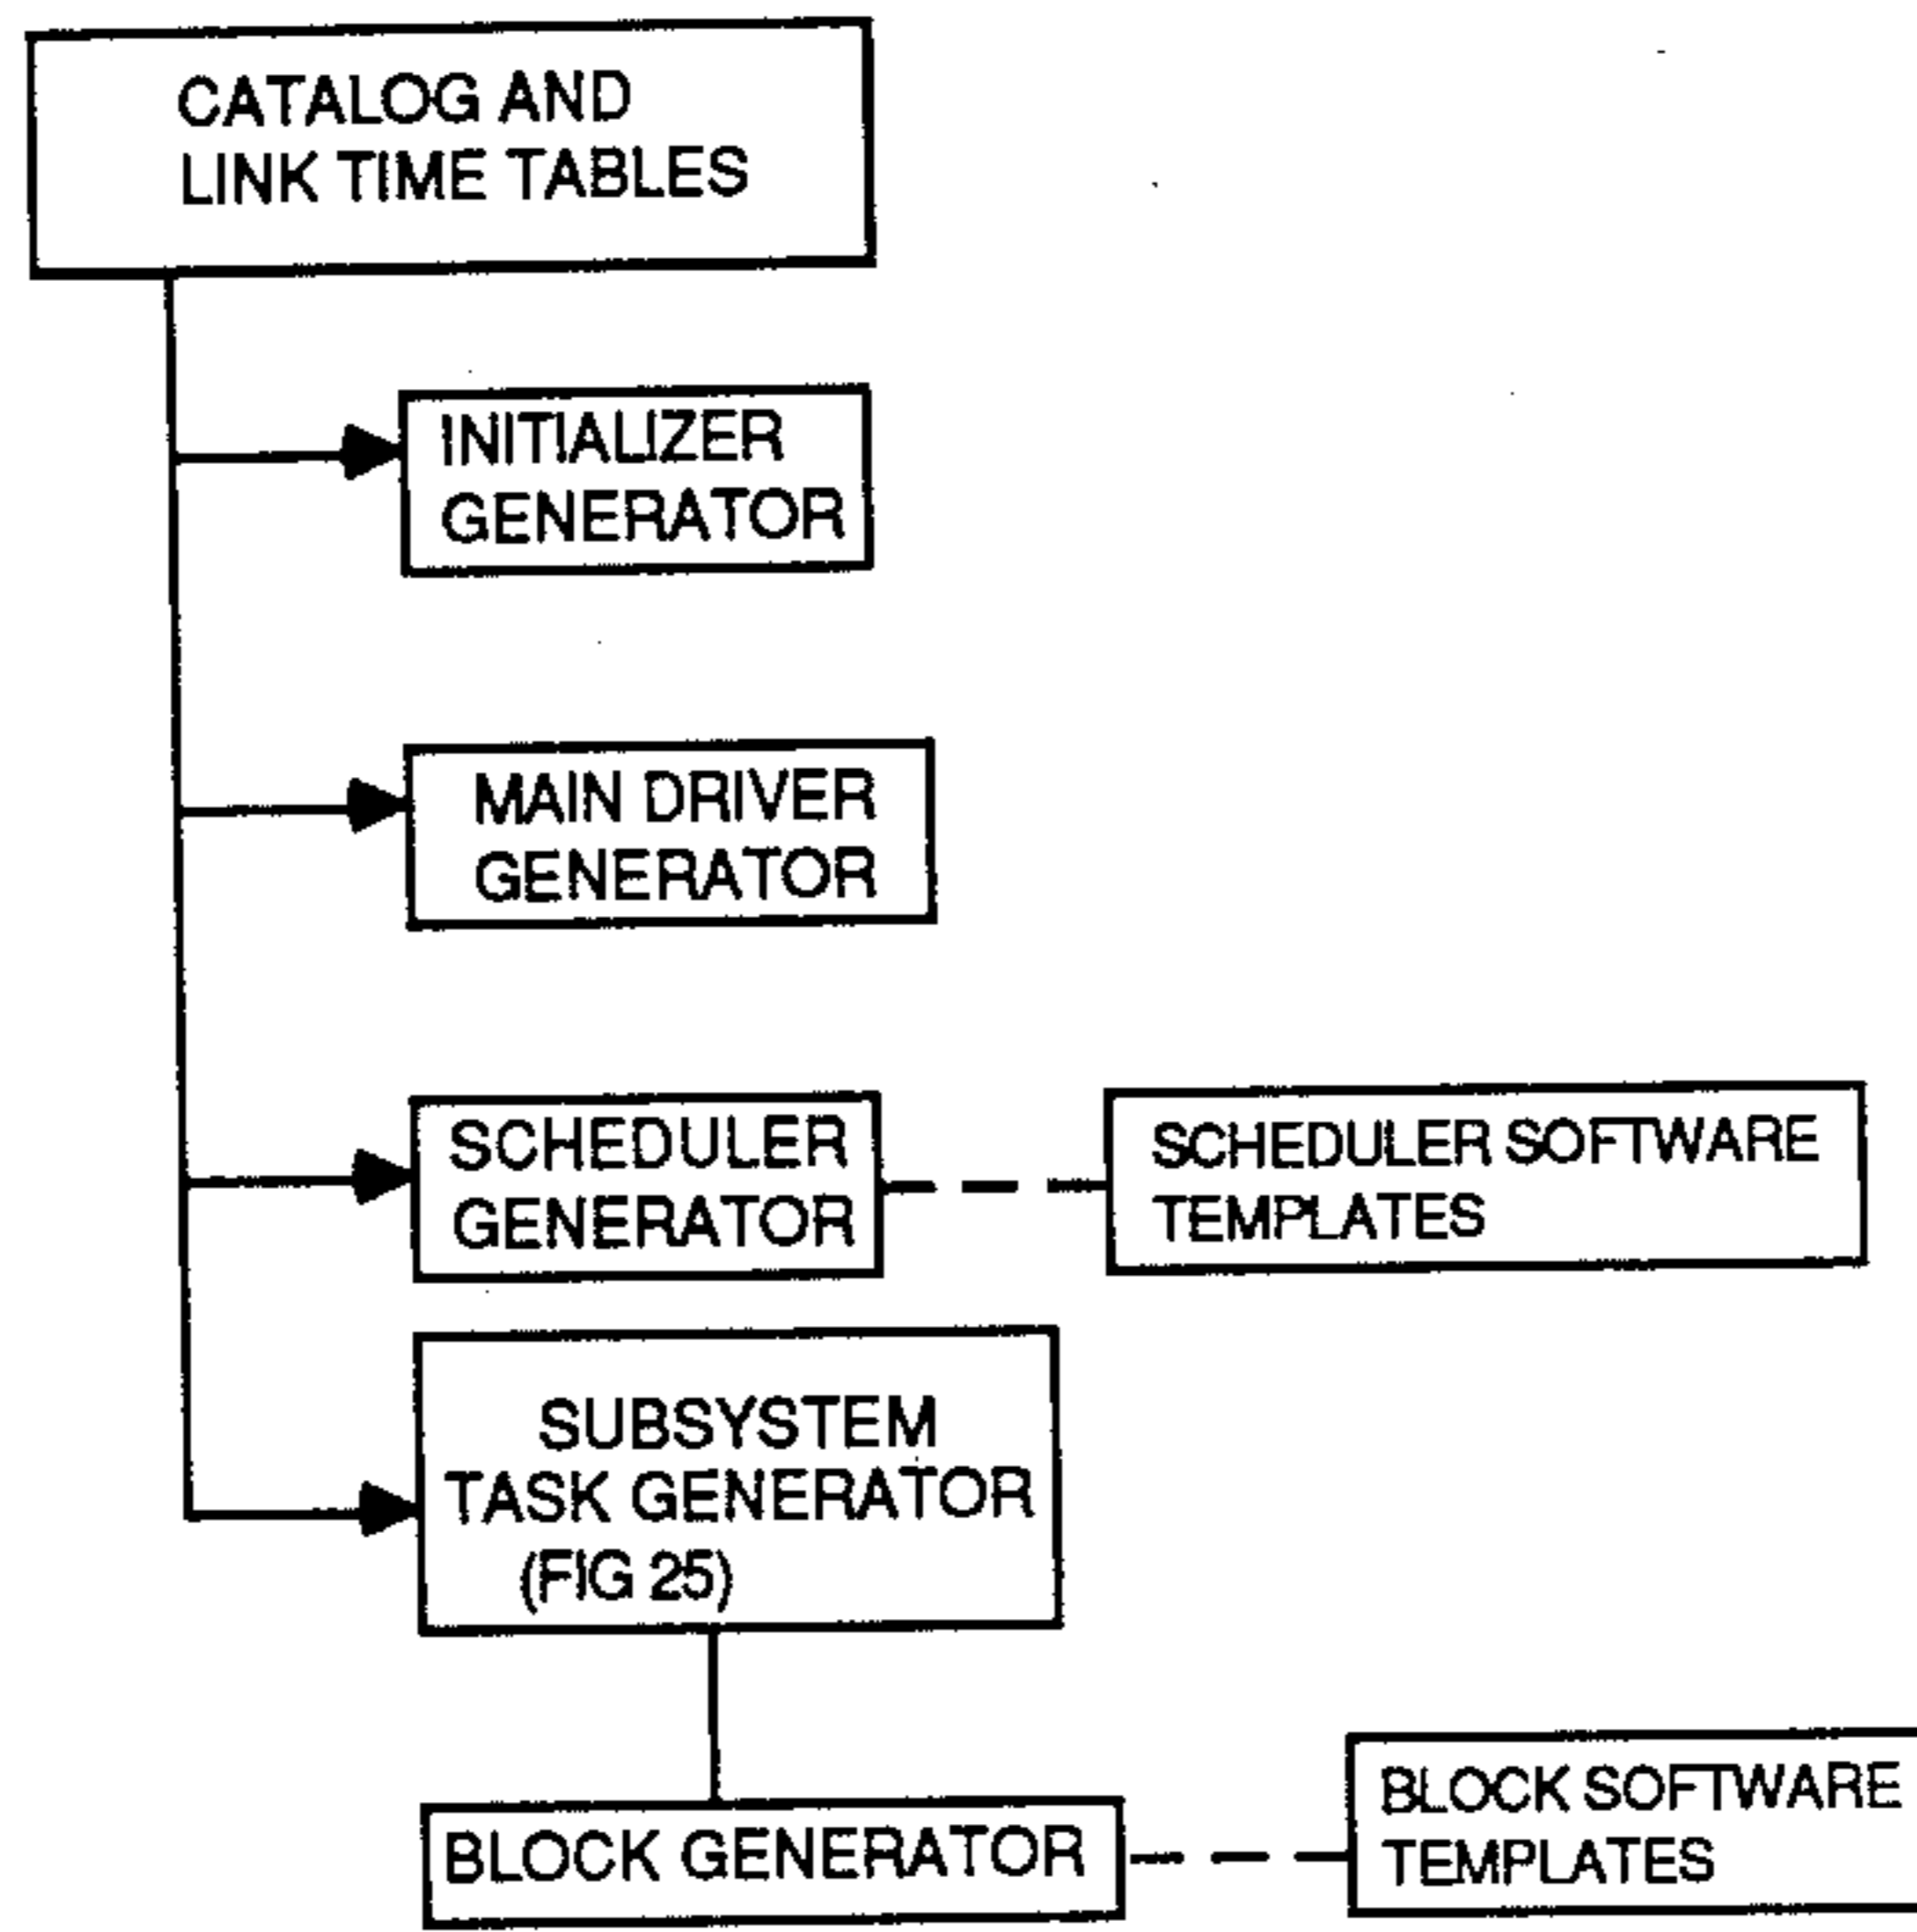 CATALOG AND
LINK TIME TABLES
INITIALIZER
GENERATOR
MAIN DRIVER
GENERATOR
SCHEDULER
GENERATOR
SCHEDULER SOFTWARE
TEMPLATES
SUBSYSTEM
TASK GENERATOR
(FIG 25)
BLOCK GENERATOR
BLOCK SOFTWARE
TEMPLATES